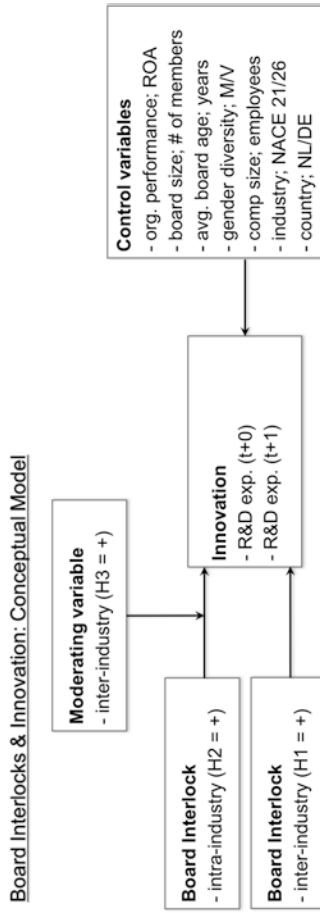 Board Interlocks & Innovation: Conceptual Model
Moderating variable
- inter-industry (H3 = +)
Board Interlock
- intra-industry (H2 = +)
Board Interlock
- inter-industry (H1 = +)
Innovation
- R&D exp. (t+0)
- R&D exp. (t+1)
Control variables
- org. performance; ROA
- board size; # of members
- avg. board age; years
- gender diversity; M/V
- comp size; employees
- industry; NACE 21/26
- country; NL/DE